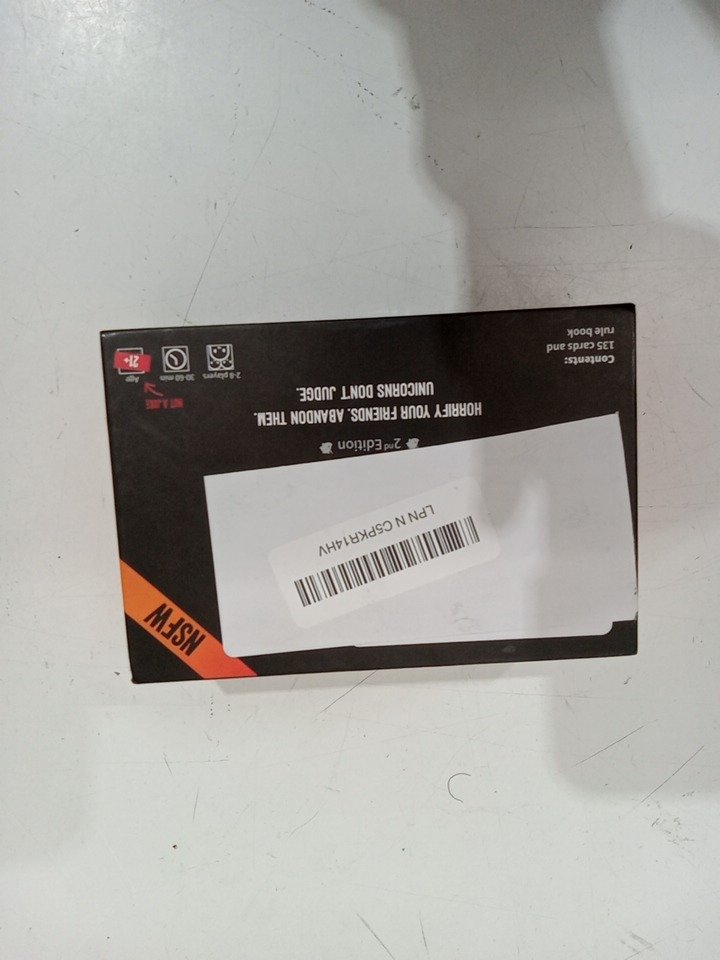 NSFW
LPN N C5PKR14HV
2nd Edition
HORRIFY YOUR FRIENDS. ABANDON THEM.
UNICORNS DON'T JUDGE.
Contents:
135 cards and
rule book
2-8 players
30-60 min
Age
21+
NOT A JOKE